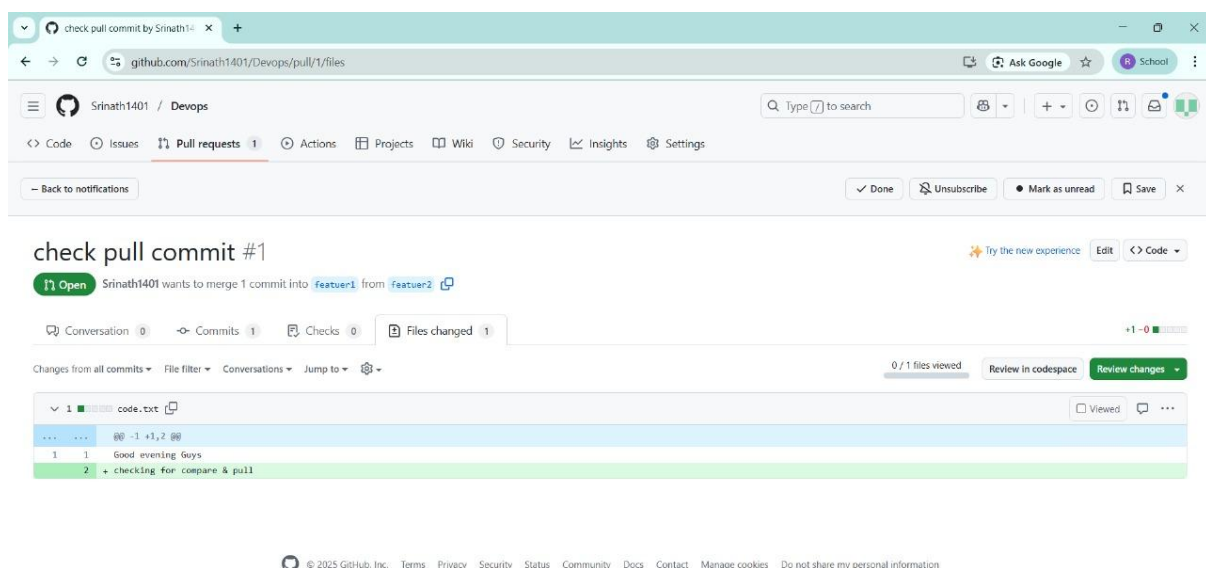 check pull commit by Srinath14
github.com/Srinath1401/Devops/pull/1/files
Ask Google
B School
Srinath1401 / Devops
Type / to search
<> Code Issues Pull requests 1 Actions Projects Wiki Security Insights Settings
Back to notifications
Done Unsubscribe Mark as unread Save
check pull commit #1
Try the new experience Edit <> Code
Open Srinath1401 wants to merge 1 commit into featuer1 from featuer2
Conversation 0 Commits 1 Checks 0 Files changed 1
+1 −0
Changes from all commits File filter Conversations Jump to
0 / 1 files viewed Review in codespace Review changes
1 code.txt Viewed
... ... @@ -1 +1,2 @@
1 1 Good evening Guys
2 + checking for compare & pull
© 2025 GitHub, Inc. Terms Privacy Security Status Community Docs Contact Manage cookies Do not share my personal information